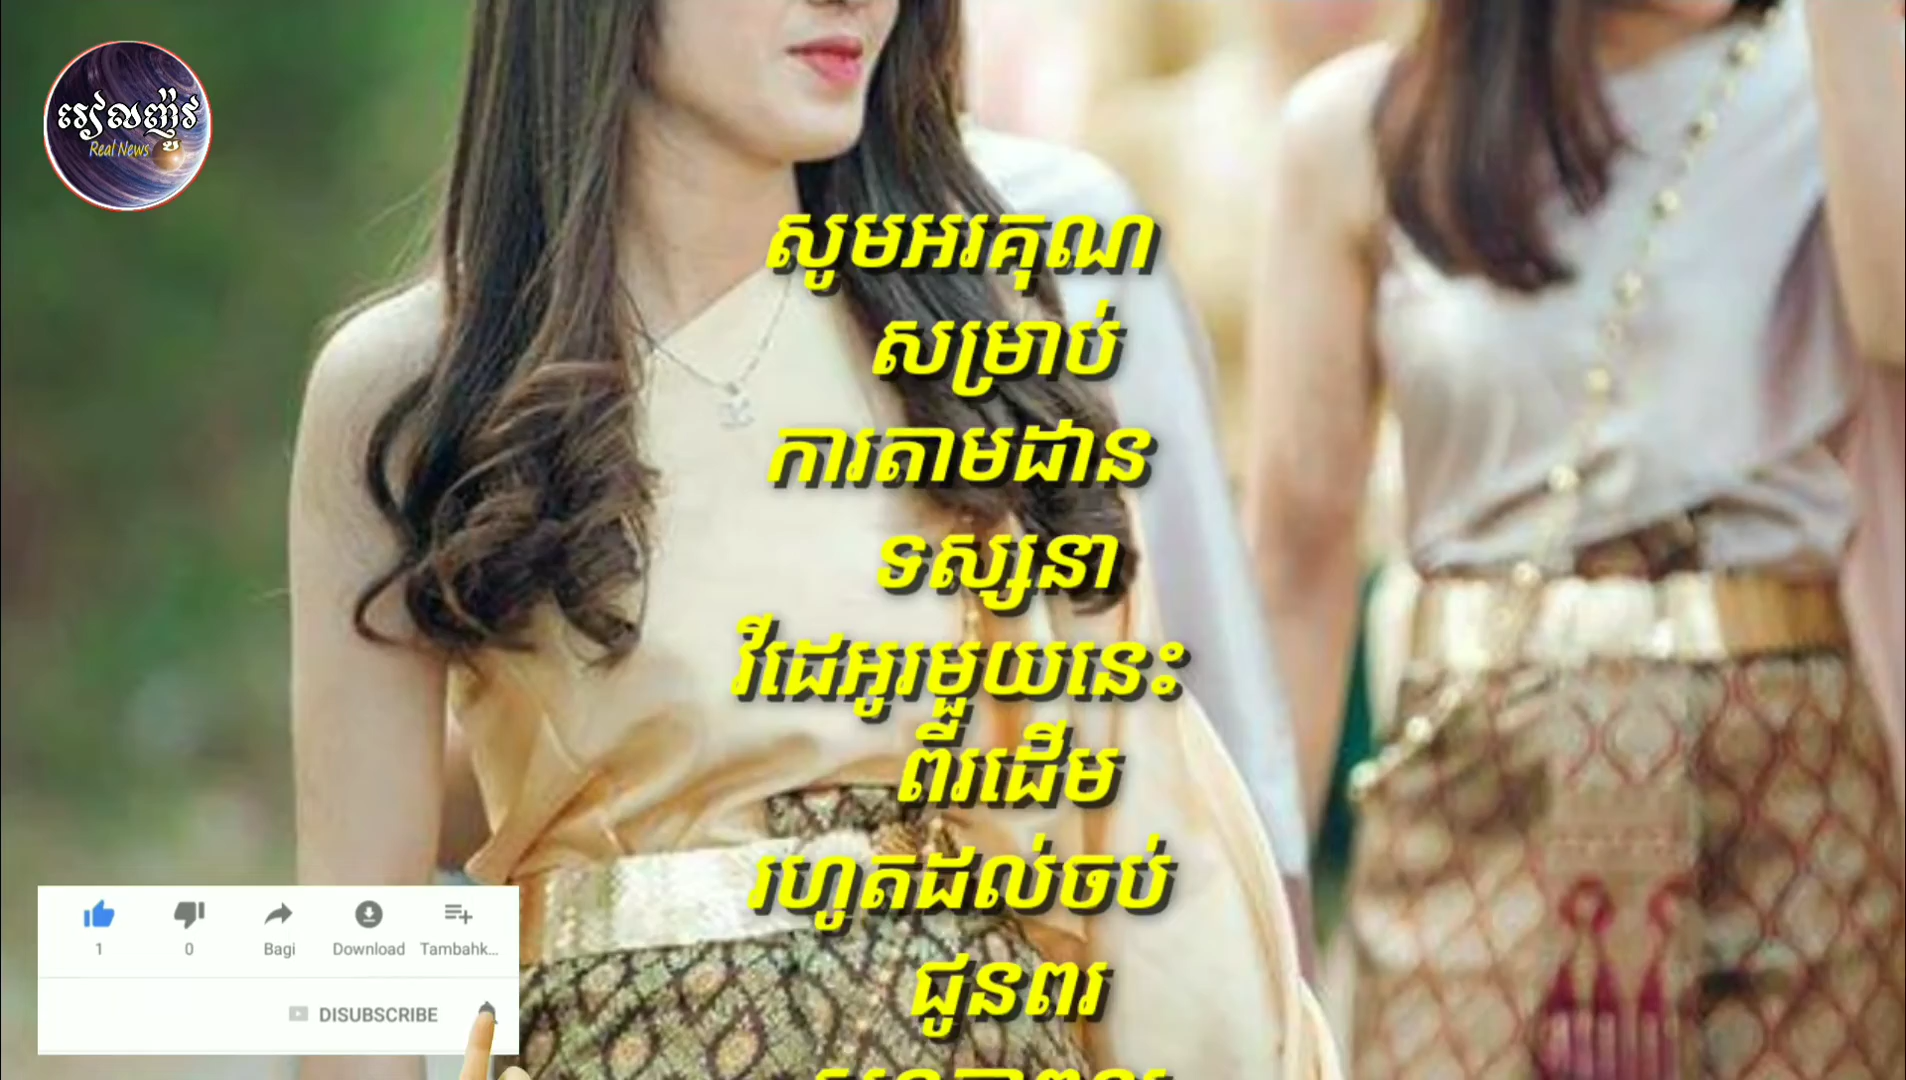 រៀលញ៉ូវ
Real News
សូមអរគុណ
សម្រាប់
ការតាមដាន
ទស្សនា
វីដេអូរមួយនេះ
ពីរដើម
រហូតដល់ចប់
ជូនពរ
1
0
Bagi
Download
Tambahk...
DISUBSCRIBE